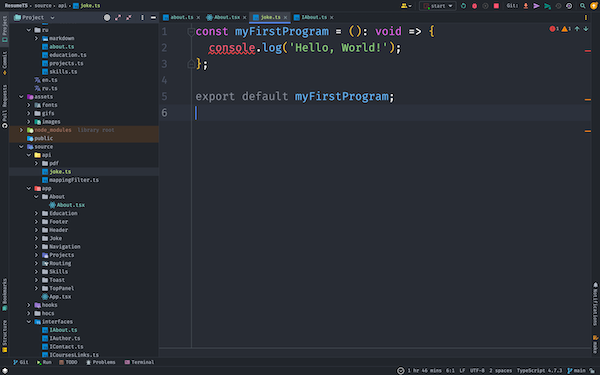 ResumeTS
source
api
joke.ts
start
Git:
Project
about.ts
About.tsx
joke.ts
IAbout.ts
ru
markdown
about.ts
education.ts
projects.ts
skills.ts
en.ts
ru.ts
assets
fonts
gifs
images
node_modules library root
public
source
api
pdf
joke.ts
mappingFilter.ts
app
About
About.tsx
Education
Footer
Header
Joke
Navigation
Projects
Routing
Skills
Toast
TopPanel
App.tsx
hooks
hocs
interfaces
IAbout.ts
IAuthor.ts
IContact.ts
ICoursesLinks.ts
Project
Commit
Pull Requests
Bookmarks
Structure
1 const myFirstProgram = (): void => {
2 console.log('Hello, World!');
3 };
4
5 export default myFirstProgram;
6
1 1
Notifications
make
Git
Run
TODO
Problems
Terminal
1 hr 46 mins 6:1 LF UTF-8 2 spaces TypeScript 4.7.3 main